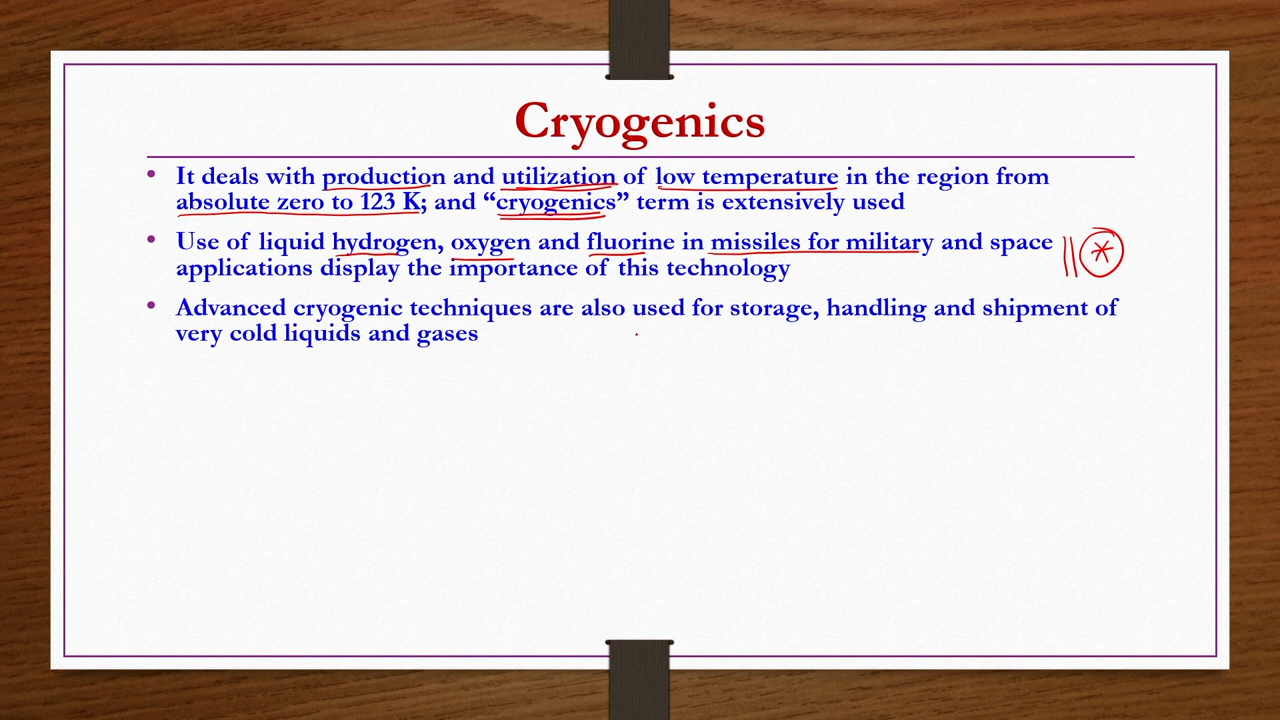 Cryogenics
• It deals with production and utilization of low temperature in the region from
absolute zero to 123 K; and “cryogenics” term is extensively used
• Use of liquid hydrogen, oxygen and fluorine in missiles for military and space
applications display the importance of this technology
• Advanced cryogenic techniques are also used for storage, handling and shipment of
very cold liquids and gases